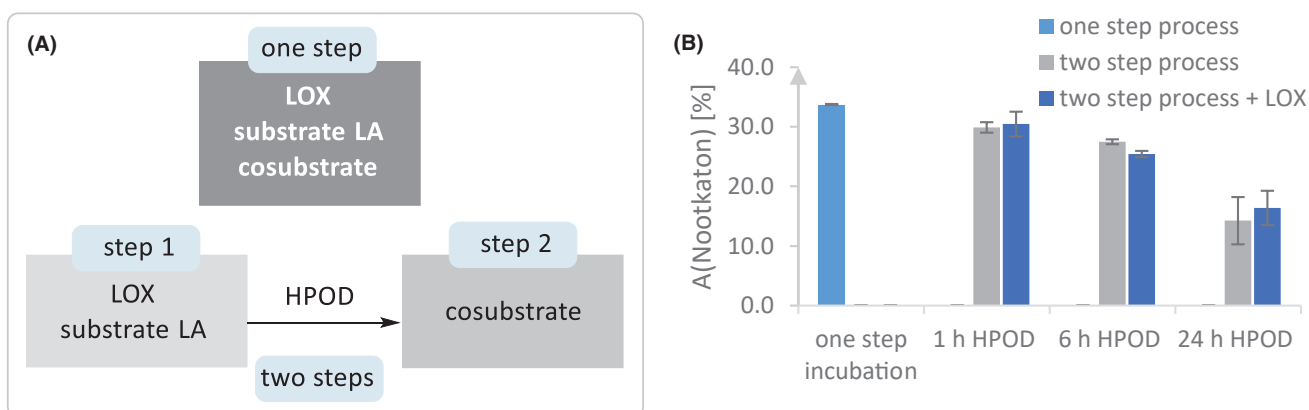 (A)
one step
LOX
substrate LA
cosubstrate
step 1
LOX
substrate LA
HPOD
two steps
step 2
cosubstrate
(B)
one step process
two step process
two step process + LOX
A(Nootkaton) [%]
40.0
30.0
20.0
10.0
0.0
one step
incubation
1 h HPOD
6 h HPOD
24 h HPOD